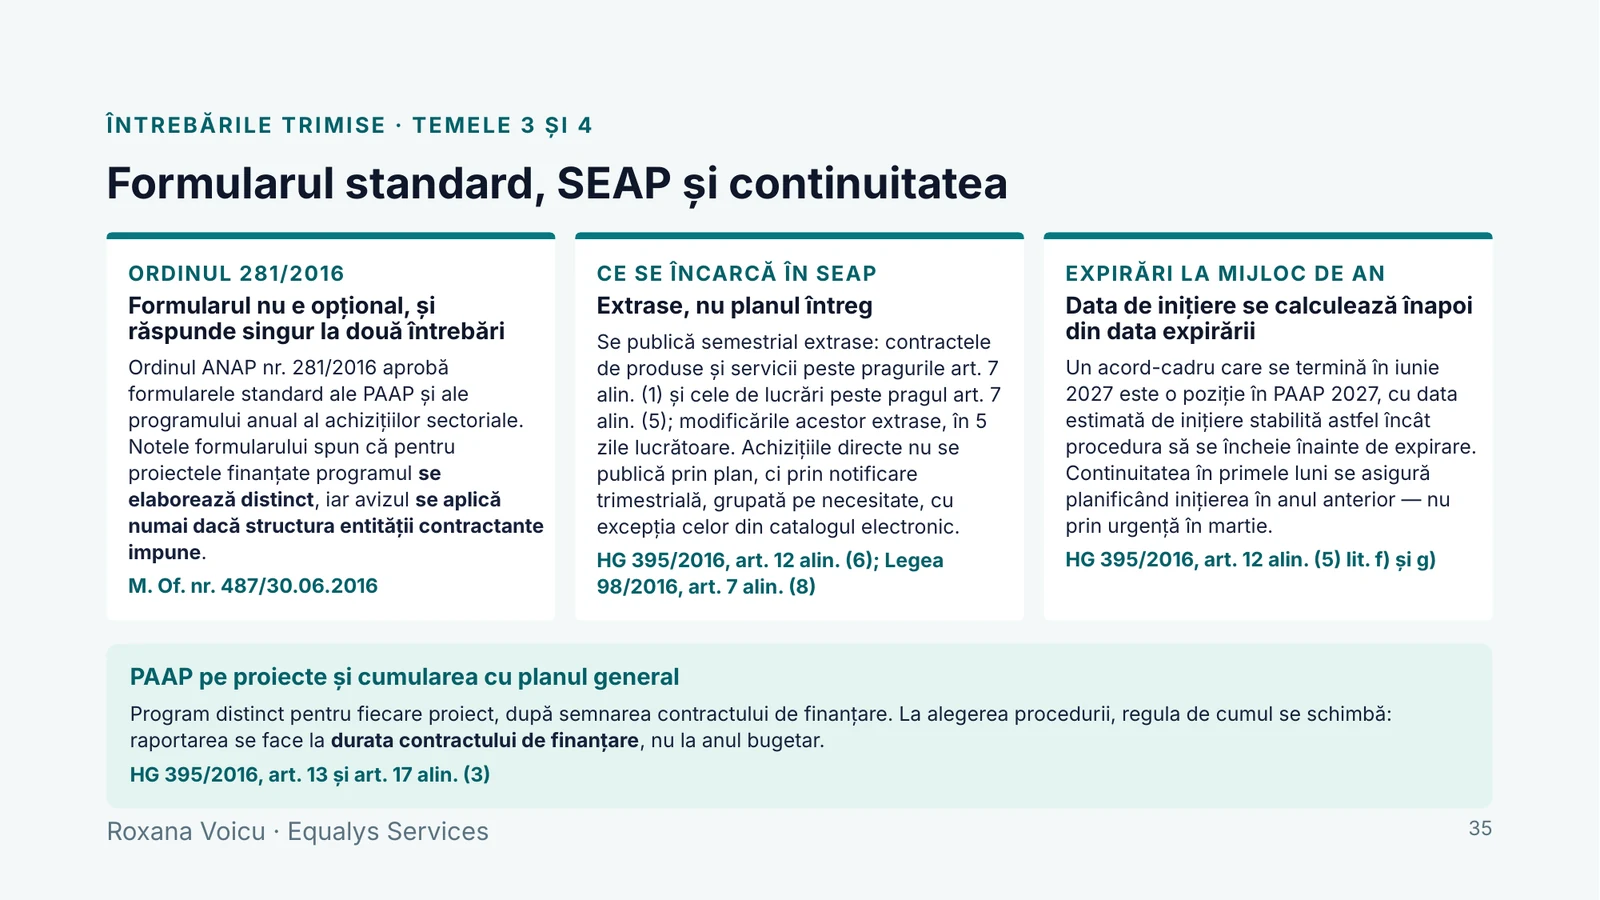 ÎNTREBĂRILE TRIMISE · TEMELE 3 ȘI 4
Formularul standard, SEAP și continuitatea
ORDINUL 281/2016
Formularul nu e opțional, și
răspunde singur la două întrebări
Ordinul ANAP nr. 281/2016 aprobă
formularele standard ale PAAP și ale
programului anual al achizițiilor sectoriale.
Notele formularului spun că pentru
proiectele finanțate programul se
elaborează distinct, iar avizul se aplică
numai dacă structura entității contractante
impune.
M. Of. nr. 487/30.06.2016
CE SE ÎNCARCĂ ÎN SEAP
Extrase, nu planul întreg
Se publică semestrial extrase: contractele
de produse și servicii peste pragurile art. 7
alin. (1) și cele de lucrări peste pragul art. 7
alin. (5); modificările acestor extrase, în 5
zile lucrătoare. Achizițiile directe nu se
publică prin plan, ci prin notificare
trimestrială, grupată pe necesitate, cu
excepția celor din catalogul electronic.
HG 395/2016, art. 12 alin. (6); Legea
98/2016, art. 7 alin. (8)
EXPIRĂRI LA MIJLOC DE AN
Data de inițiere se calculează înapoi
din data expirării
Un acord-cadru care se termină în iunie
2027 este o poziție în PAAP 2027, cu data
estimată de inițiere stabilită astfel încât
procedura să se încheie înainte de expirare.
Continuitatea în primele luni se asigură
planificând inițierea în anul anterior — nu
prin urgență în martie.
HG 395/2016, art. 12 alin. (5) lit. f) și g)
PAAP pe proiecte și cumularea cu planul general
Program distinct pentru fiecare proiect, după semnarea contractului de finanțare. La alegerea procedurii, regula de cumul se schimbă:
raportarea se face la durata contractului de finanțare, nu la anul bugetar.
HG 395/2016, art. 13 și art. 17 alin. (3)
Roxana Voicu · Equalys Services
35